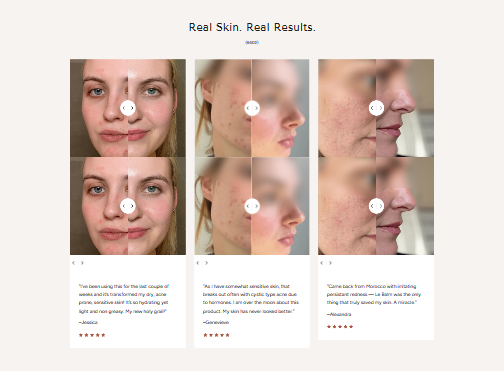 Real Skin. Real Results.
"I've been using this for the last couple of
weeks and it's transformed my dry, acne
prone, sensitive skin! It's so hydrating yet
light and non greasy. My new holy grail!"
~Jessica
"As I have somewhat sensitive skin, that
breaks out often with cystic type acne due
to hormones. I am over the moon about this
product. My skin has never looked better."
~Genevieve
"Came back from Morocco with irritating
persistent redness — Le Balm was the only
thing that truly saved my skin. A miracle."
~Alexandra